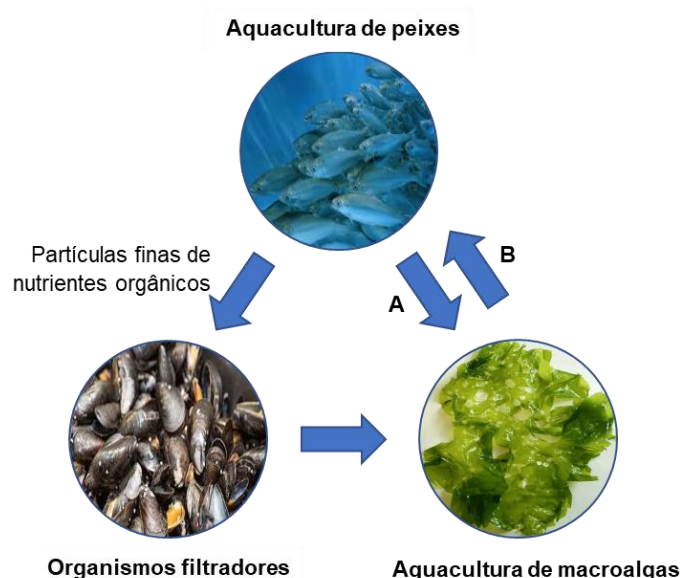 Aquacultura de peixes
Partículas finas de
nutrientes orgânicos
B
A
Organismos filtradores
Aquacultura de macroalgas